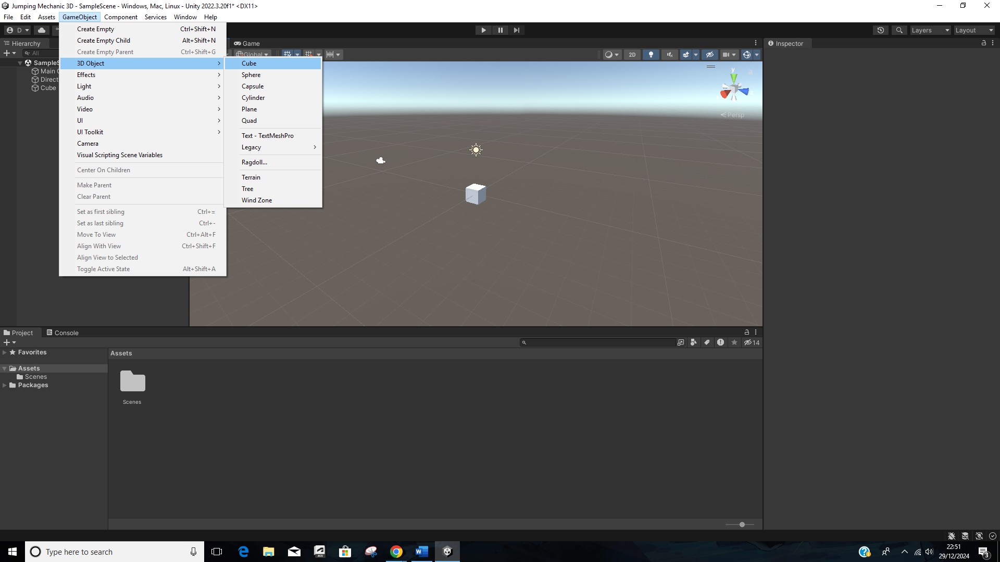 Jumping Mechanic 3D - SampleScene - Windows, Mac, Linux - Unity 2022.3.20f1* <DX11>
File Edit Assets GameObject Component Services Window Help
D
Layers
Layout
Hierarchy
All
SampleS
Main C
Direct
Cube
Create Empty Ctrl+Shift+N
Create Empty Child Alt+Shift+N
Create Empty Parent Ctrl+Shift+G
3D Object
Effects
Light
Audio
Video
UI
UI Toolkit
Camera
Visual Scripting Scene Variables
Center On Children
Make Parent
Clear Parent
Set as first sibling Ctrl+=
Set as last sibling Ctrl+-
Move To View Ctrl+Alt+F
Align With View Ctrl+Shift+F
Align View to Selected
Toggle Active State Alt+Shift+A
Cube
Sphere
Capsule
Cylinder
Plane
Quad
Text - TextMeshPro
Legacy
Ragdoll...
Terrain
Tree
Wind Zone
Game
Global
2D
y
Persp
Inspector
Project
Console
14
Favorites
Assets
Scenes
Packages
Assets
Scenes
Type here to search
22:51
29/12/2024
3